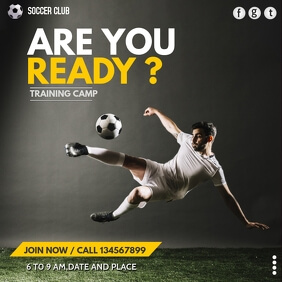 SOCCER CLUB
f g t
ARE YOU
READY ?
TRAINING CAMP
JOIN NOW / CALL 134567899
6 TO 9 AM.DATE AND PLACE